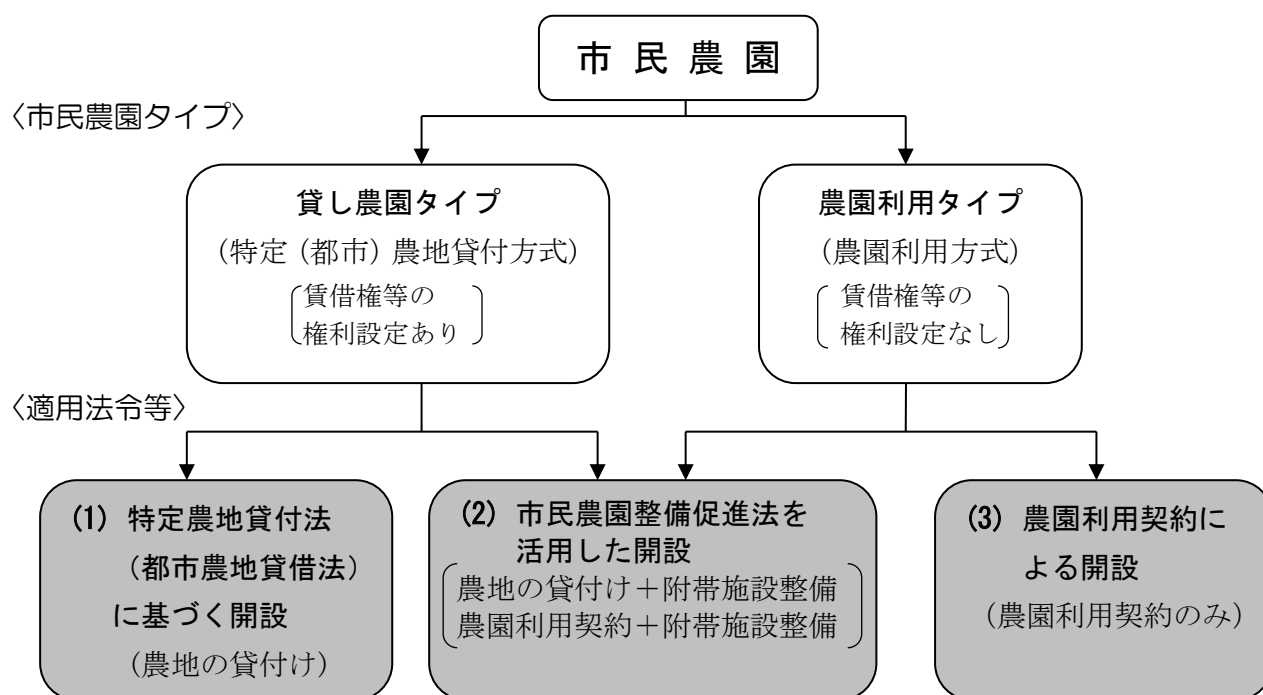 市民農園
〈市民農園タイプ〉
貸し農園タイプ
(特定(都市)農地貸付方式)
賃借権等の
権利設定あり
農園利用タイプ
(農園利用方式)
賃借権等の
権利設定なし
〈適用法令等〉
(1) 特定農地貸付法
(都市農地貸借法)
に基づく開設
(農地の貸付け)
(2) 市民農園整備促進法を
活用した開設
農地の貸付け+附帯施設整備
農園利用契約+附帯施設整備
(3) 農園利用契約に
よる開設
(農園利用契約のみ)